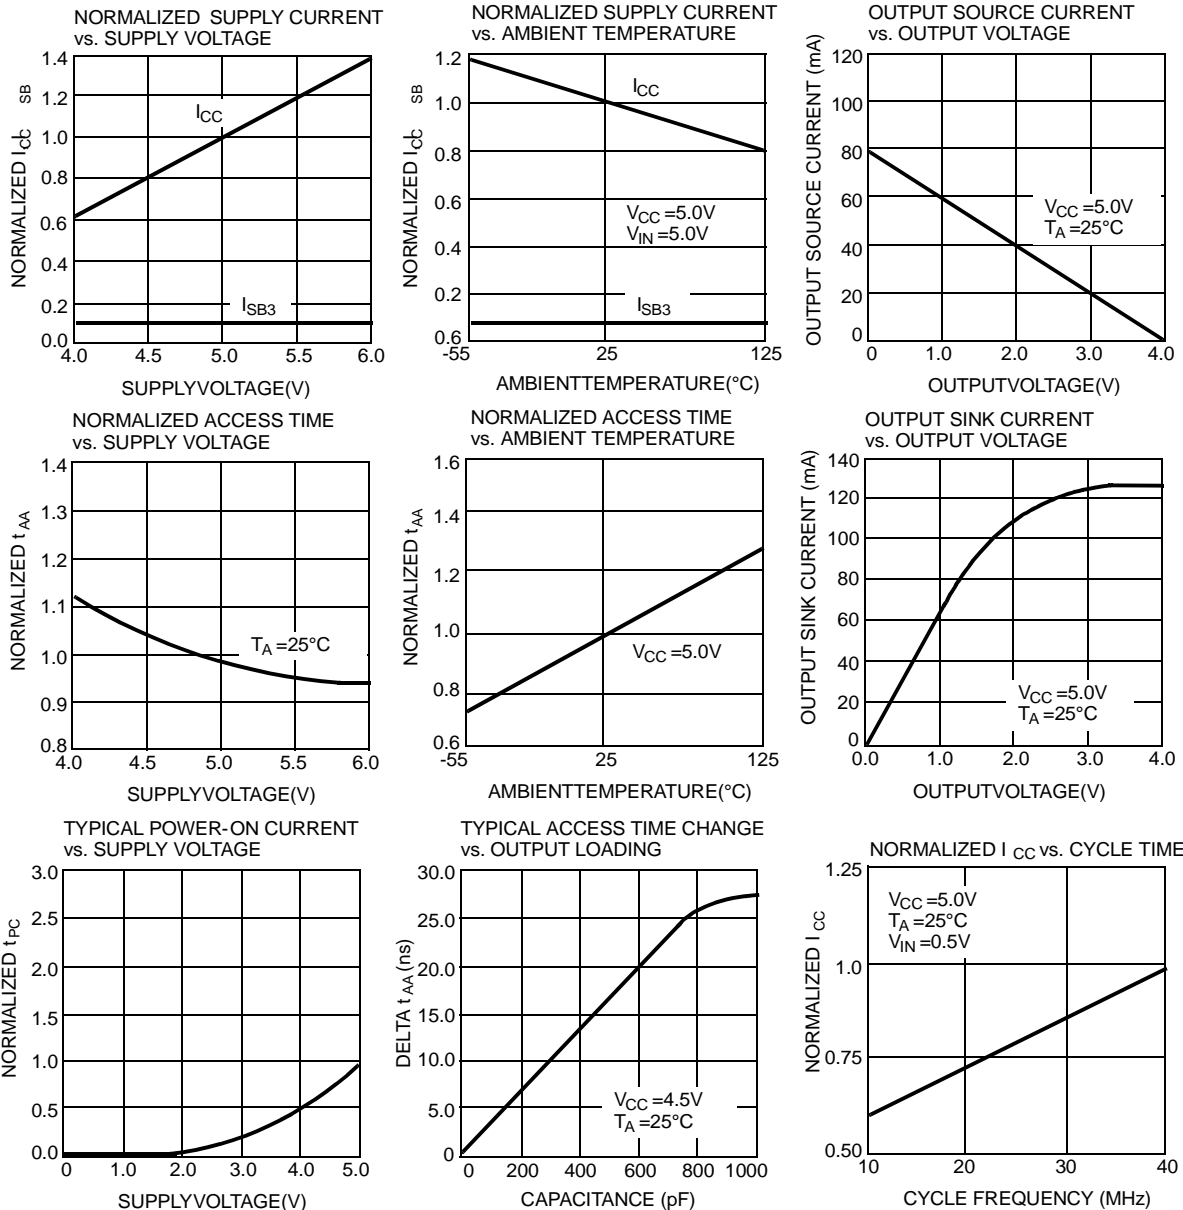 NORMALIZED SUPPLY CURRENT
vs. SUPPLY VOLTAGE
NORMALIZED ICC, SB
1.4
1.2
1.0
0.8
0.6
0.4
0.2
0.0
ICC
ISB3
4.0 4.5 5.0 5.5 6.0
SUPPLYVOLTAGE(V)
NORMALIZED SUPPLY CURRENT
vs. AMBIENT TEMPERATURE
NORMALIZED ICC, SB
1.2
1.0
0.8
0.6
0.4
0.2
0.6
ICC
VCC =5.0V
VIN =5.0V
ISB3
-55 25 125
AMBIENTTEMPERATURE(°C)
OUTPUT SOURCE CURRENT
vs. OUTPUT VOLTAGE
OUTPUT SOURCE CURRENT (mA)
120
100
80
60
40
20
0
VCC =5.0V
TA =25°C
0 1.0 2.0 3.0 4.0
OUTPUTVOLTAGE(V)
NORMALIZED ACCESS TIME
vs. SUPPLY VOLTAGE
NORMALIZED tAA
1.4
1.3
1.2
1.1
1.0
0.9
0.8
TA =25°C
4.0 4.5 5.0 5.5 6.0
SUPPLYVOLTAGE(V)
NORMALIZED ACCESS TIME
vs. AMBIENT TEMPERATURE
NORMALIZED tAA
1.6
1.4
1.2
1.0
0.8
0.6
VCC =5.0V
-55 25 125
AMBIENTTEMPERATURE(°C)
OUTPUT SINK CURRENT
vs. OUTPUT VOLTAGE
OUTPUT SINK CURRENT (mA)
140
120
100
80
60
40
20
0
VCC =5.0V
TA =25°C
0.0 1.0 2.0 3.0 4.0
OUTPUTVOLTAGE(V)
TYPICAL POWER-ON CURRENT
vs. SUPPLY VOLTAGE
NORMALIZED tPC
3.0
2.5
2.0
1.5
1.0
0.5
0.0
0 1.0 2.0 3.0 4.0 5.0
SUPPLYVOLTAGE(V)
TYPICAL ACCESS TIME CHANGE
vs. OUTPUT LOADING
DELTA tAA (ns)
30.0
25.0
20.0
15.0
10.0
5.0
0
VCC =4.5V
TA =25°C
0 200 400 600 800 1000
CAPACITANCE (pF)
NORMALIZED ICC vs. CYCLE TIME
NORMALIZED ICC
1.25
1.0
0.75
0.50
VCC =5.0V
TA =25°C
VIN =0.5V
10 20 30 40
CYCLE FREQUENCY (MHz)